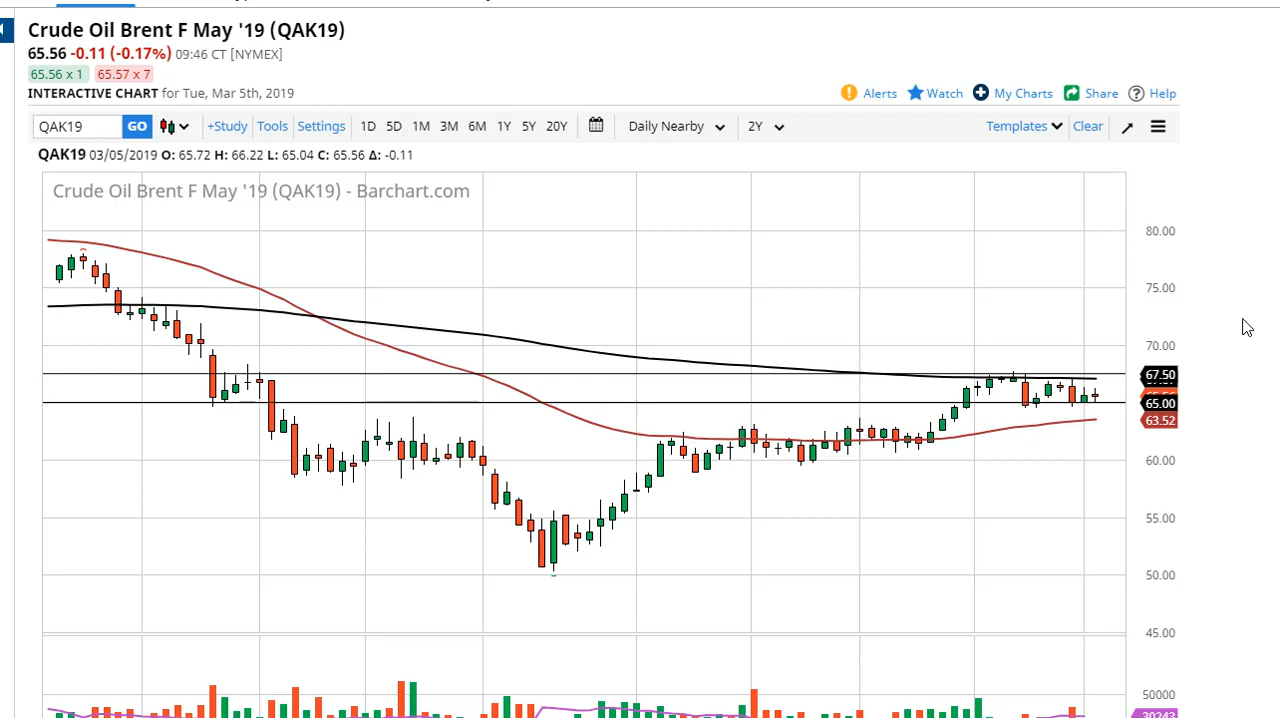 Crude Oil Brent F May '19 (QAK19)
65.56 -0.11 (-0.17%) 09:46 CT [NYMEX]
65.56 x 1 65.57 x 7
INTERACTIVE CHART for Tue, Mar 5th, 2019
Alerts Watch My Charts Share Help
QAK19 GO +Study Tools Settings 1D 5D 1M 3M 6M 1Y 5Y 20Y Daily Nearby 2Y Templates Clear
QAK19 03/05/2019 O: 65.72 H: 66.22 L: 65.04 C: 65.56 Δ: -0.11
Crude Oil Brent F May '19 (QAK19) - Barchart.com
80.00
75.00
70.00
67.50
65.00
63.52
60.00
55.00
50.00
45.00
50000
30243